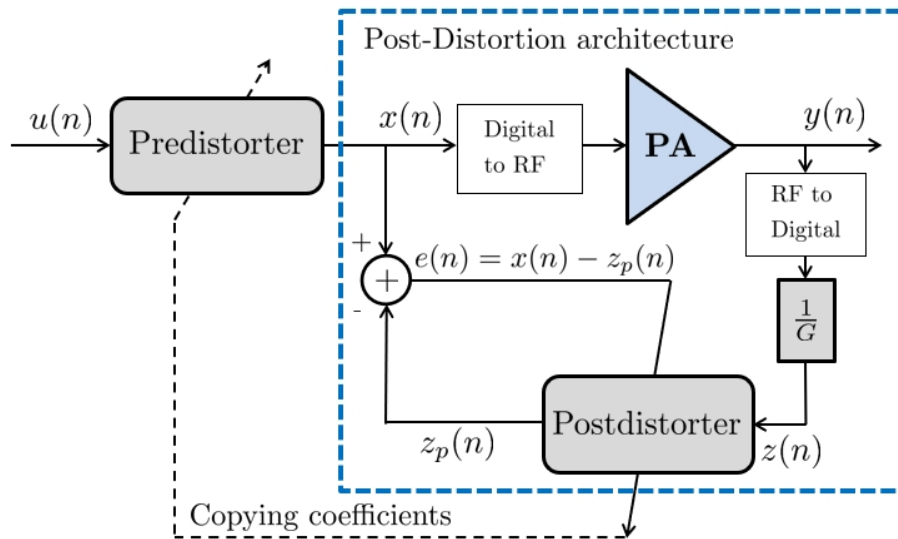 Post-Distortion architecture
u(n)
Predistorter
x(n)
Digital
to RF
PA
y(n)
RF to
Digital
+
+
-
e(n) = x(n) − z_p(n)
1
G
Postdistorter
z_p(n)
z(n)
Copying coefficients